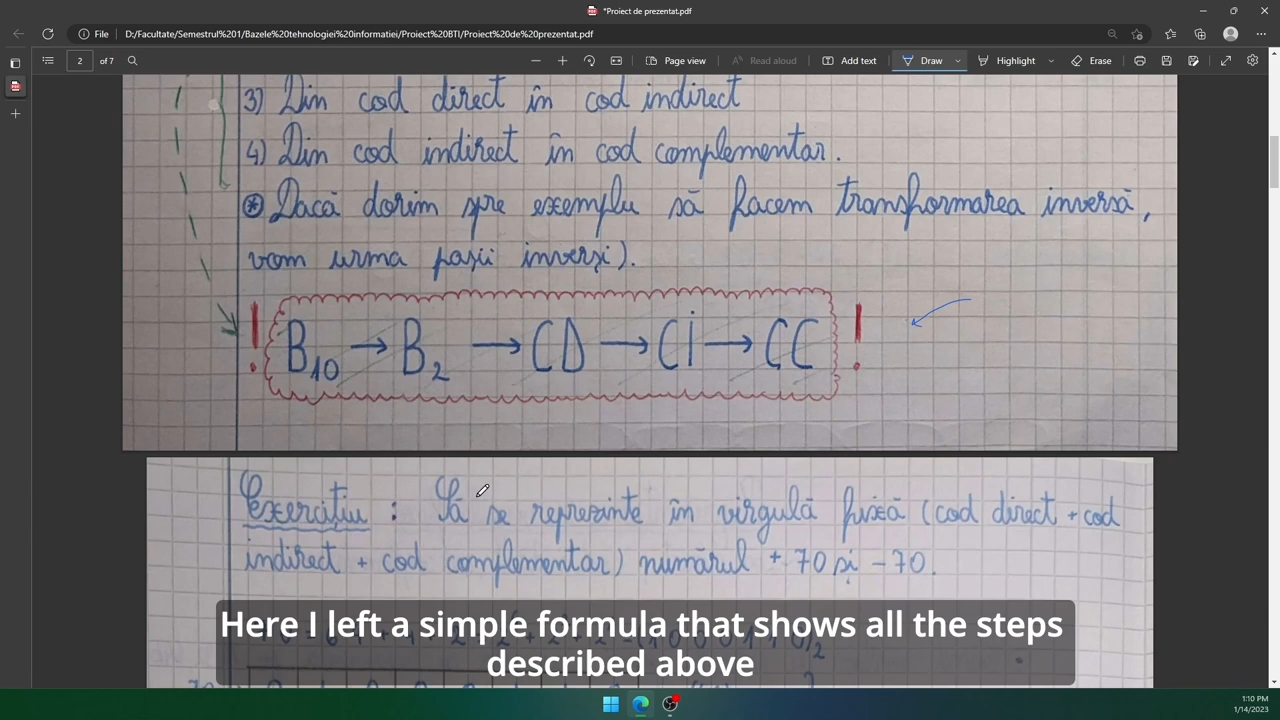 *Proiect de prezentat.pdf
File D:/Facultate/Semestrul%201/Bazele%20tehnologiei%20informatiei/Proiect%20BTI/Proiect%20de%20prezentat.pdf
2 of 7 Page view Read aloud Add text Draw Highlight Erase
3) Din cod direct în cod indirect
4) Din cod indirect în cod complementar.
* Dacă dorim spre exemplu să facem transformarea inversă,
vom urma pașii inverși).
! B10 → B2 → CD → Ci → CC !
Exercițiu : Să se reprezinte în virgulă fixă (cod direct + cod
indirect + cod complementar) numărul + 70 și - 70.
Here I left a simple formula that shows all the steps
described above
1:10 PM
1/14/2023